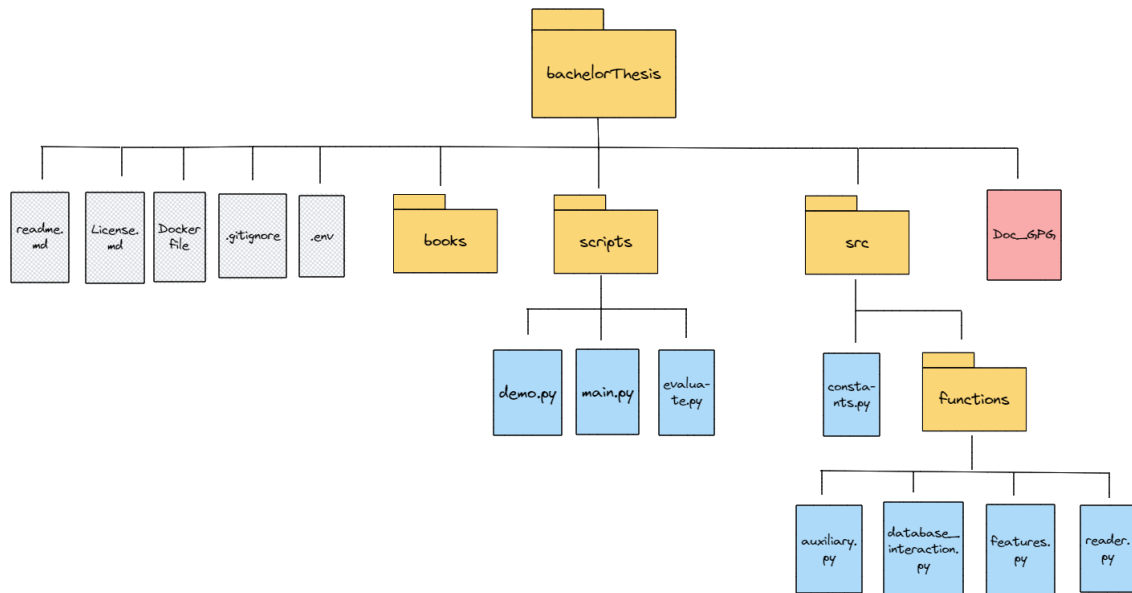 bachelorThesis
readme.
md
License.
md
Docker
file
.gitignore
.env
books
scripts
src
Doc_GPG
demo.py
main.py
evalua-
te.py
consta-
nts.py
functions
auxiliary.
py
database_
interaction.
py
features.
py
reader.
py